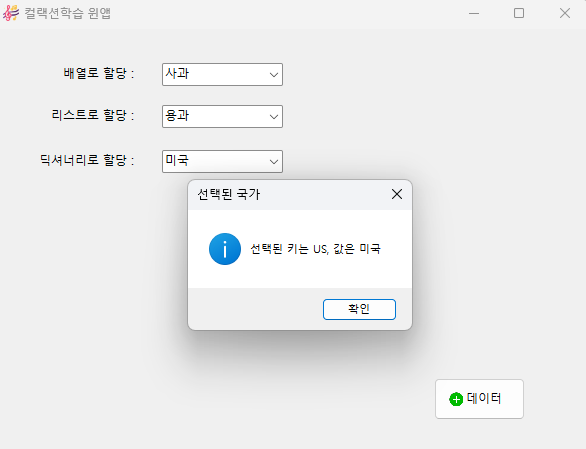 컬랙션학습 윈앱
배열로 할당 : 사과
리스트로 할당 : 용과
딕셔너리로 할당 : 미국
선택된 국가
선택된 키는 US, 값은 미국
확인
데이터